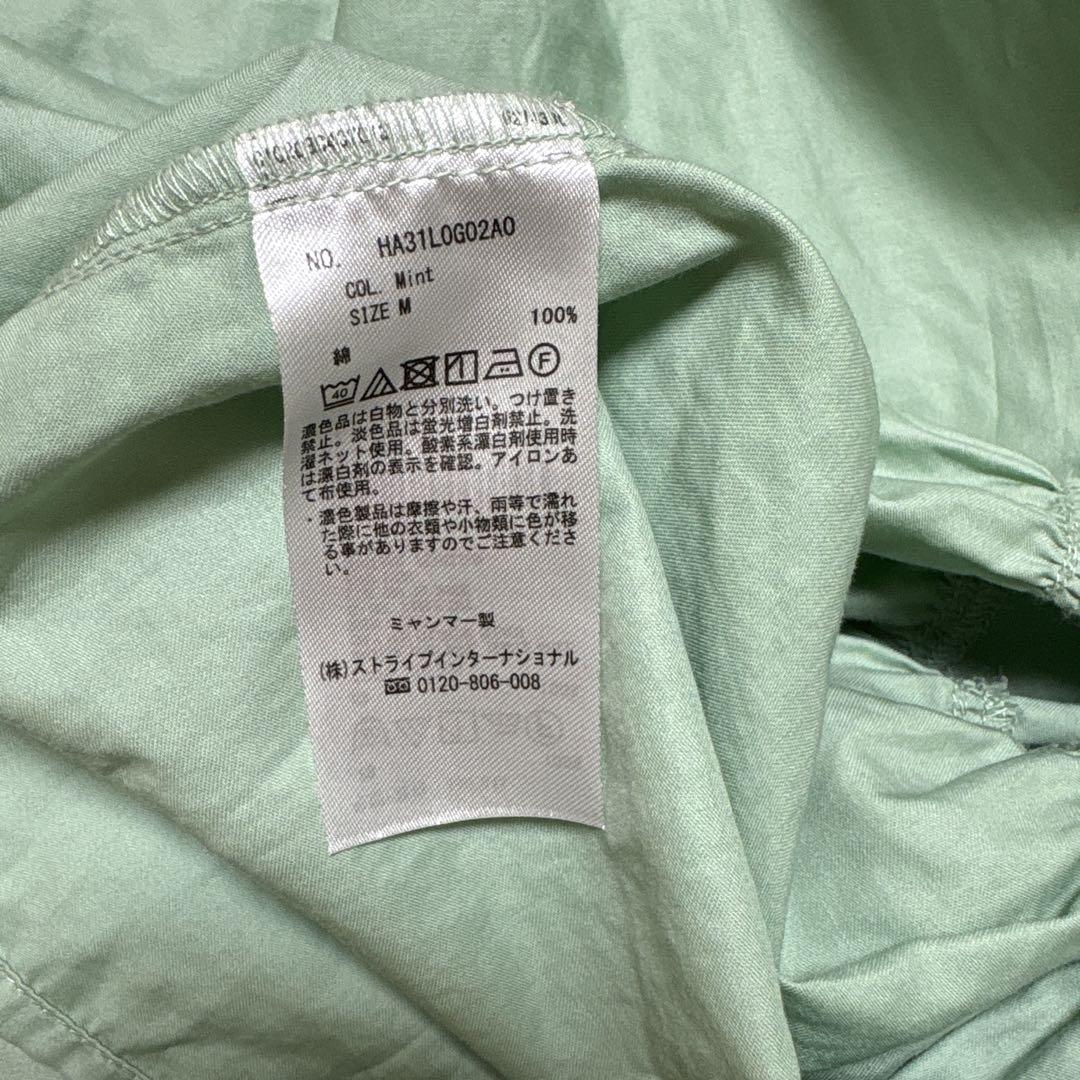 NO. HA31L0G02A0
COL. Mint
SIZE M
綿 100%
40 F
濃色品は白物と分別洗い。つけ置き
禁止。淡色品は蛍光増白剤禁止。洗
濯ネット使用。酸素系漂白剤使用時
は漂白剤の表示を確認。アイロンあ
て布使用。
・濃色製品は摩擦や汗、雨等で濡れ
た際に他の衣類や小物類に色が移
る事がありますのでご注意くださ
い。
ミャンマー製
(株)ストライプインターナショナル
0120-806-008